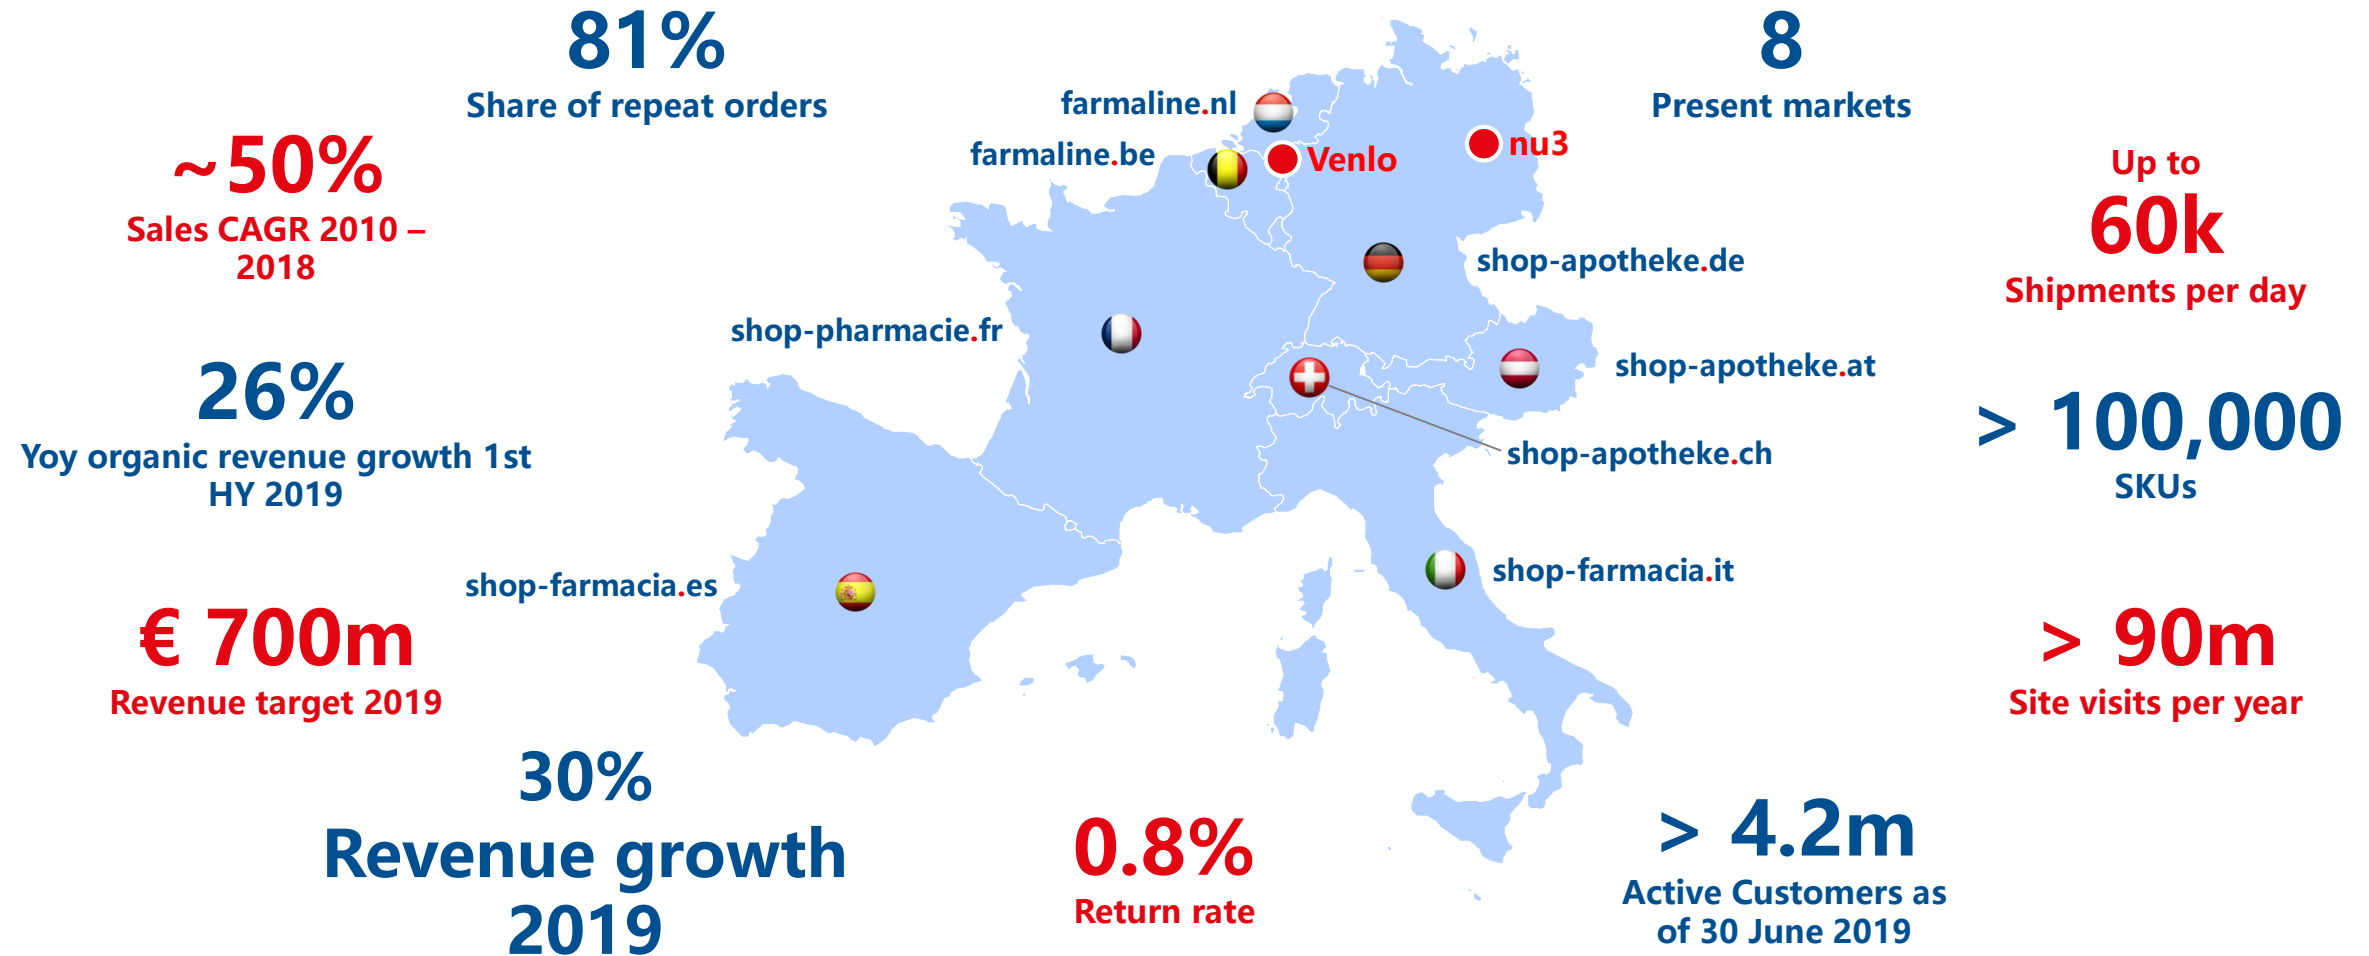 81%
Share of repeat orders
8
Present markets
farmaline.nl
farmaline.be
Venlo
nu3
~50%
Sales CAGR 2010 –
2018
Up to
60k
Shipments per day
shop-apotheke.de
shop-pharmacie.fr
shop-apotheke.at
26%
Yoy organic revenue growth 1st
HY 2019
> 100,000
SKUs
shop-apotheke.ch
shop-farmacia.es
shop-farmacia.it
€ 700m
Revenue target 2019
> 90m
Site visits per year
30%
Revenue growth
2019
0.8%
Return rate
> 4.2m
Active Customers as
of 30 June 2019